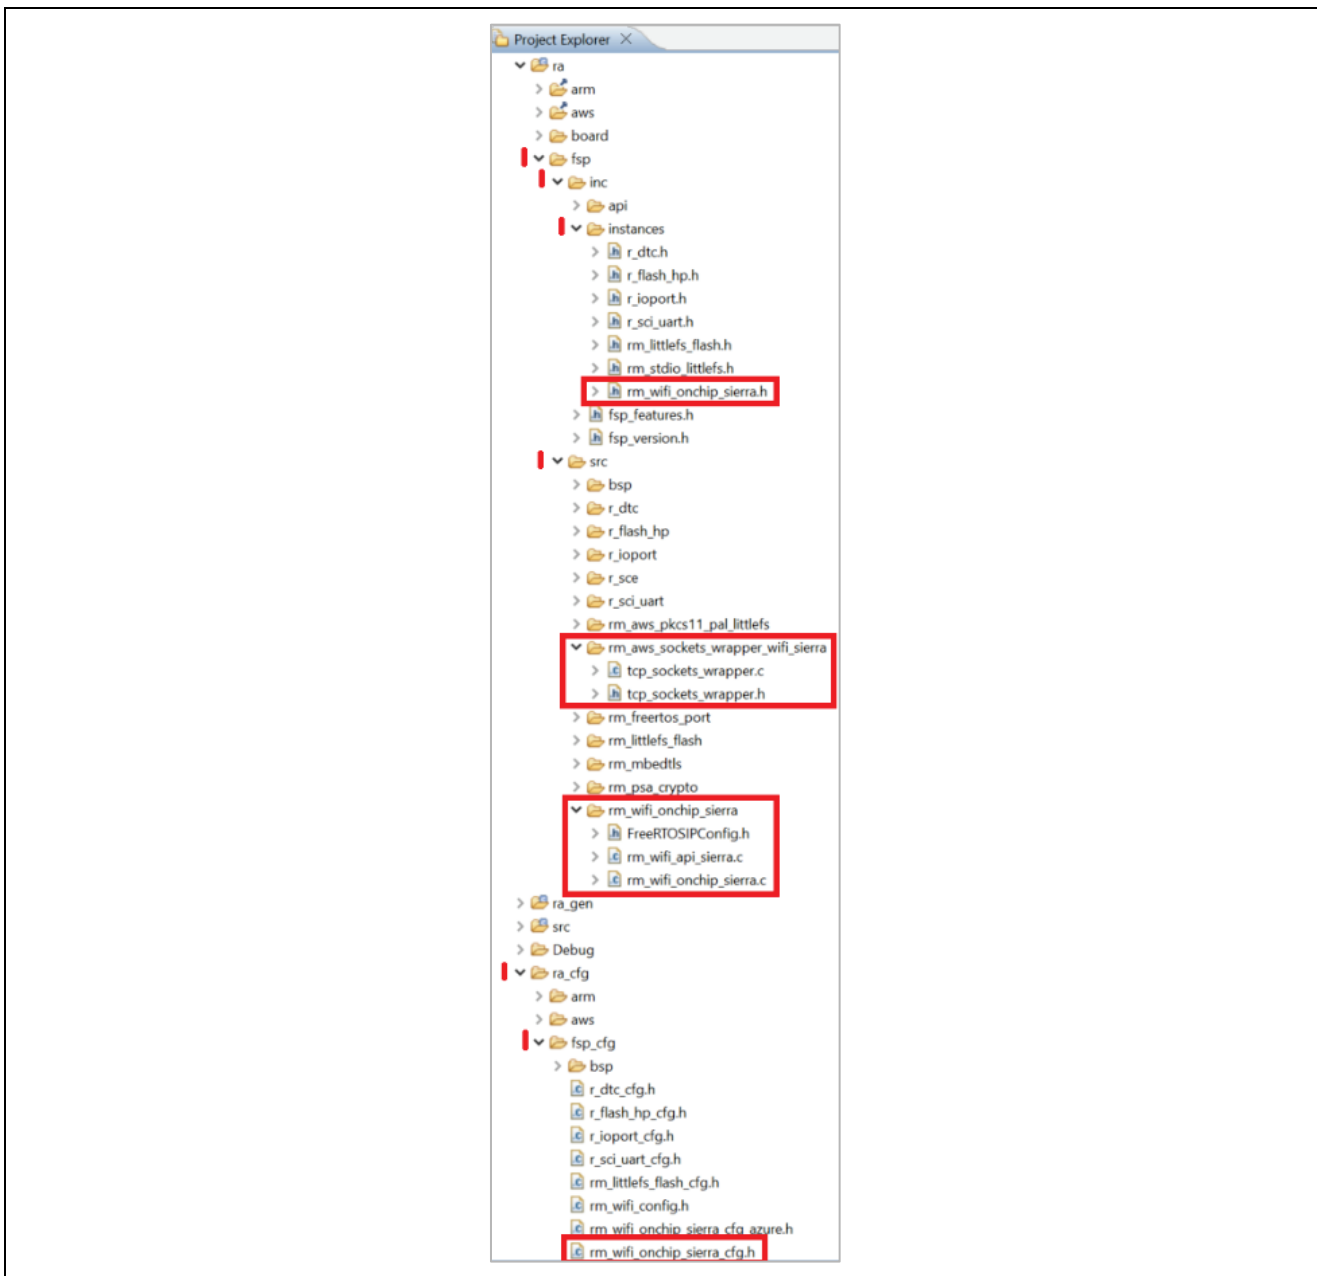 Project Explorer
ra
arm
aws
board
fsp
inc
api
instances
r_dtc.h
r_flash_hp.h
r_ioport.h
r_sci_uart.h
rm_littlefs_flash.h
rm_stdio_littlefs.h
rm_wifi_onchip_sierra.h
fsp_features.h
fsp_version.h
src
bsp
r_dtc
r_flash_hp
r_ioport
r_sce
r_sci_uart
rm_aws_pkcs11_pal_littlefs
rm_aws_sockets_wrapper_wifi_sierra
tcp_sockets_wrapper.c
tcp_sockets_wrapper.h
rm_freertos_port
rm_littlefs_flash
rm_mbedtls
rm_psa_crypto
rm_wifi_onchip_sierra
FreeRTOSIPConfig.h
rm_wifi_api_sierra.c
rm_wifi_onchip_sierra.c
ra_gen
src
Debug
ra_cfg
arm
aws
fsp_cfg
bsp
r_dtc_cfg.h
r_flash_hp_cfg.h
r_ioport_cfg.h
r_sci_uart_cfg.h
rm_littlefs_flash_cfg.h
rm_wifi_config.h
rm_wifi_onchip_sierra_cfg_azure.h
rm_wifi_onchip_sierra_cfg.h